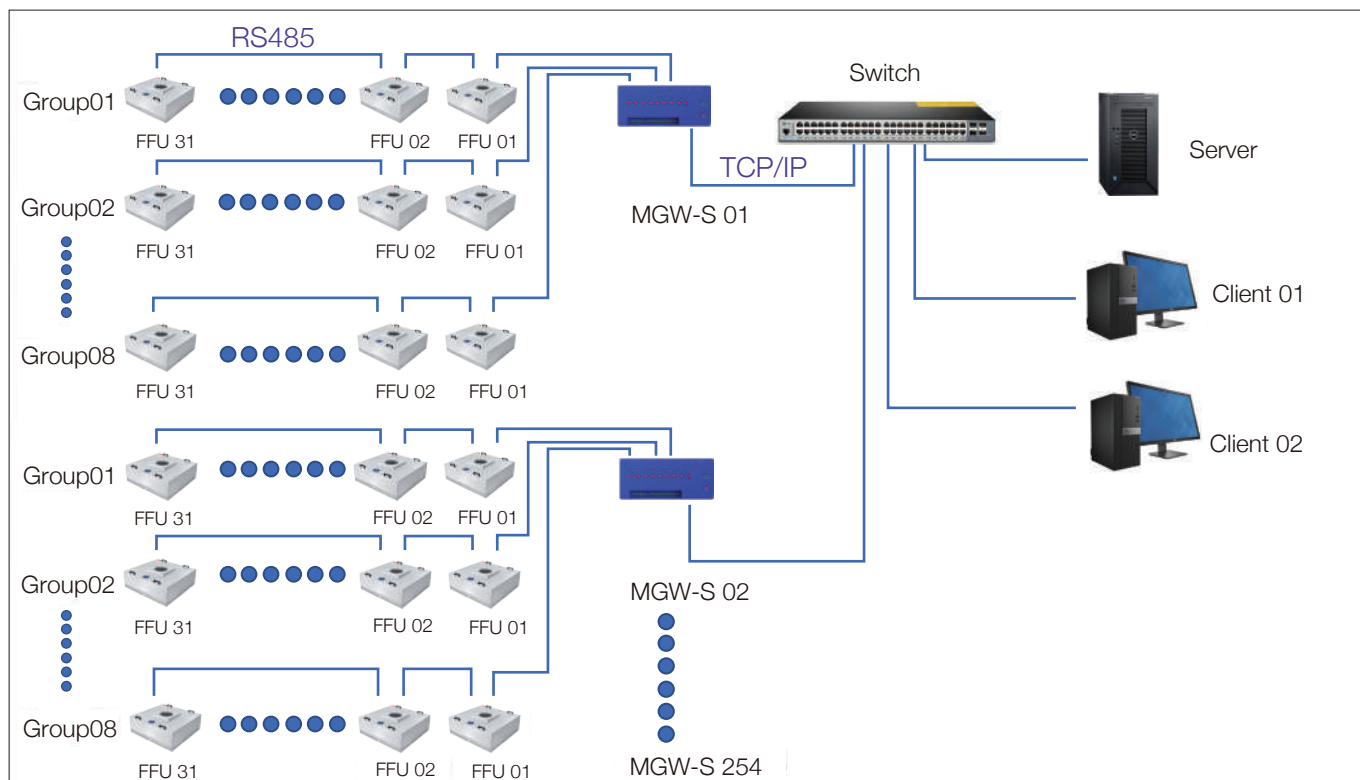 RS485
Group01
FFU 31
FFU 02
FFU 01
Group02
FFU 31
FFU 02
FFU 01
Group08
FFU 31
FFU 02
FFU 01
Group01
FFU 31
FFU 02
FFU 01
Group02
FFU 31
FFU 02
FFU 01
Group08
FFU 31
FFU 02
FFU 01
TCP/IP
MGW-S 01
MGW-S 02
MGW-S 254
Switch
Server
Client 01
Client 02